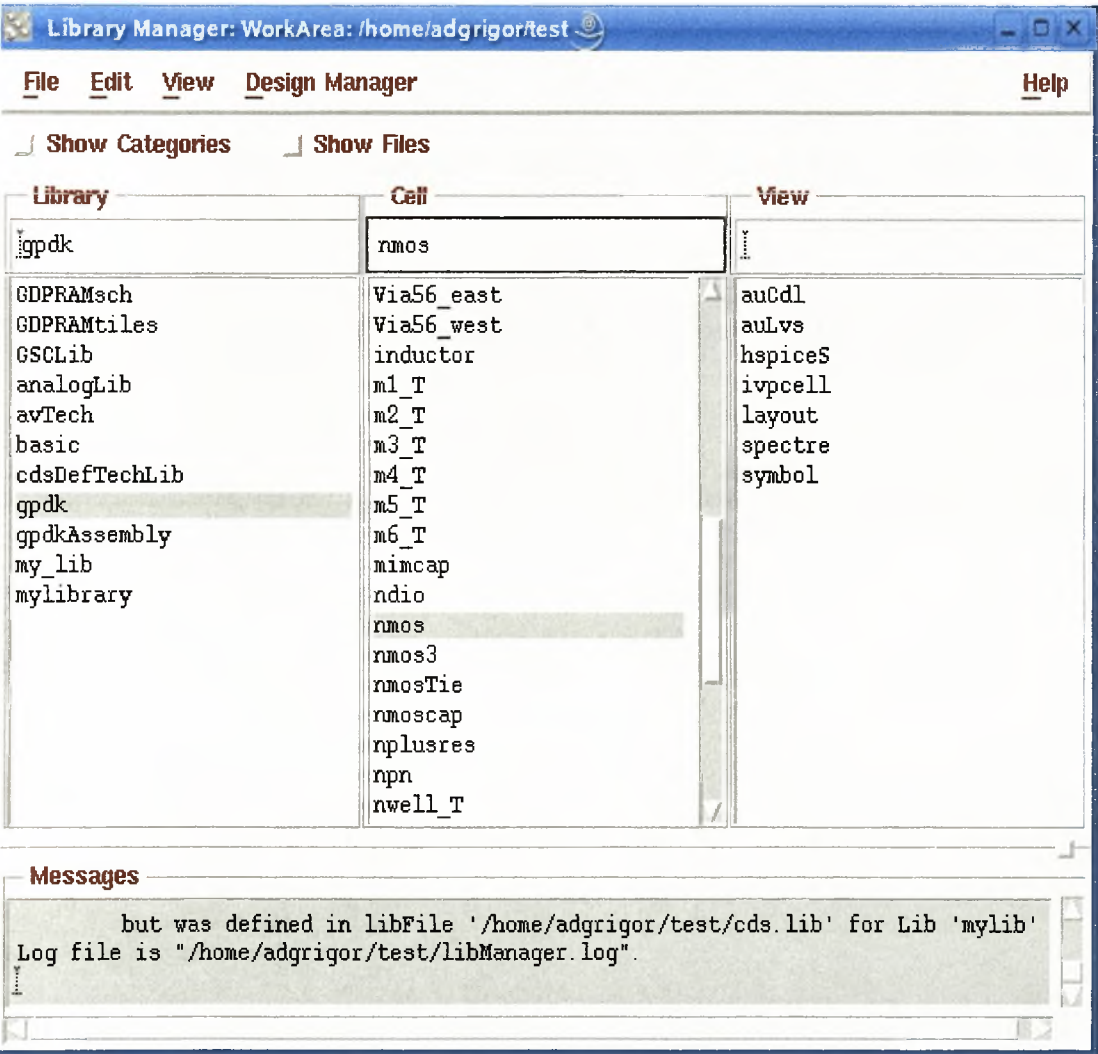 Library Manager: WorkArea: /home/adgrigor/test
File Edit View Design Manager Help
Show Categories Show Files
Library Cell View
gpdk nmos
GDPRAMsch
GDPRAMtiles
GSCLib
analogLib
avTech
basic
cdsDefTechLib
gpdk
gpdkAssembly
my_lib
mylibrary
Via56_east
Via56_west
inductor
m1_T
m2_T
m3_T
m4_T
m5_T
m6_T
mimcap
ndio
nmos
nmos3
nmosTie
nmoscap
nplusres
npn
nwell_T
auCdl
auLvs
hspiceS
ivpcell
layout
spectre
symbol
Messages
but was defined in libFile '/home/adgrigor/test/cds.lib' for Lib 'mylib'
Log file is "/home/adgrigor/test/libManager.log".